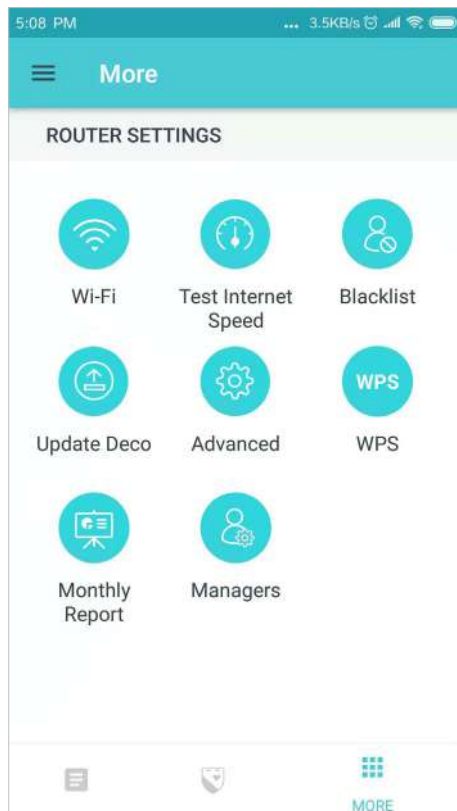 5:08 PM
... 3.5KB/s
More
ROUTER SETTINGS
Wi-Fi
Test Internet
Speed
Blacklist
WPS
Update Deco
Advanced
WPS
Monthly
Report
Managers
MORE